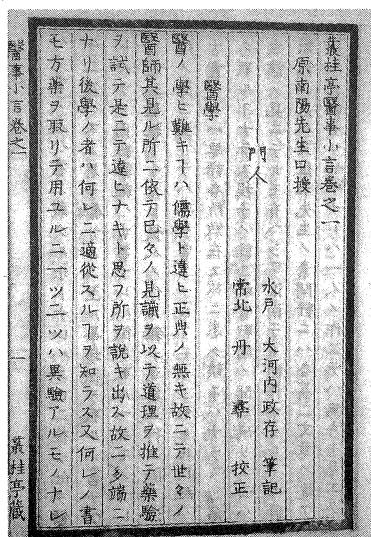 叢桂亭醫事小言卷之一
原南陽先生口授
門人
水戸 大河内政存 筆記
常北 丹 𡩋 校正
醫學
醫ノ學ヒ難キヿハ儒學ト違ヒ正典ノ無キ故ニテ世々ノ
醫師其見ル所ニ依テ已々ノ見識ヲ以テ道理ヲ推テ藥驗
ヲ試テ是ニテ違ヒナキト思フ所ヲ説キ出ス故ニ多端ニ
ナリ後學ノ者ハ何レニ適從スルヿヲ知ラス又何レノ書
モ方藥ヲ取リテ用ユルニ一ツ二ツハ異驗アルモノナレ
醫事小言卷之一
一
叢桂亭藏